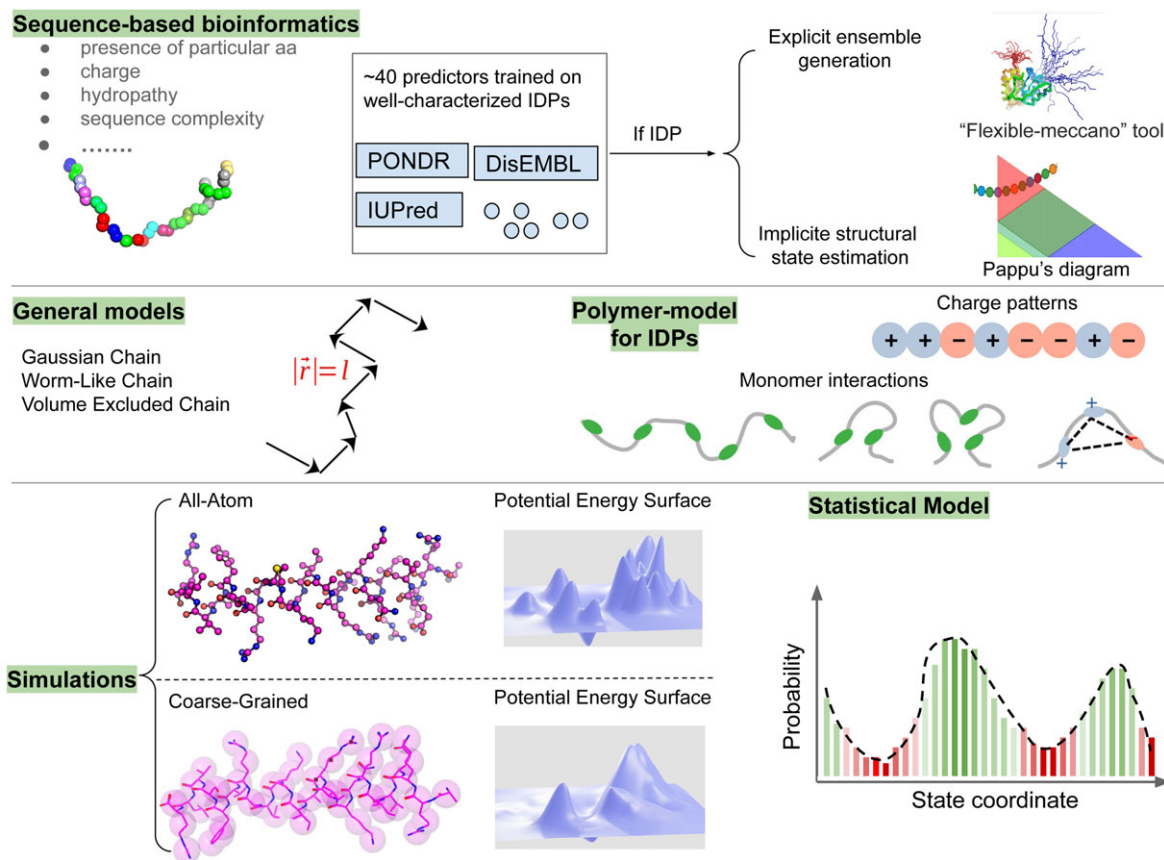 Sequence-based bioinformatics
● presence of particular aa
● charge
● hydropathy
● sequence complexity
● .......
~40 predictors trained on
well-characterized IDPs
PONDR
DisEMBL
IUPred
If IDP
Explicit ensemble
generation
“Flexible-meccano” tool
Implicite structural
state estimation
Pappu's diagram
General models
Gaussian Chain
Worm-Like Chain
Volume Excluded Chain
|r⃗|=l
Polymer-model
for IDPs
Charge patterns
+ + − + − − + −
Monomer interactions
+ −
+
Simulations
All-Atom
Potential Energy Surface
Coarse-Grained
Potential Energy Surface
Statistical Model
Probability
State coordinate